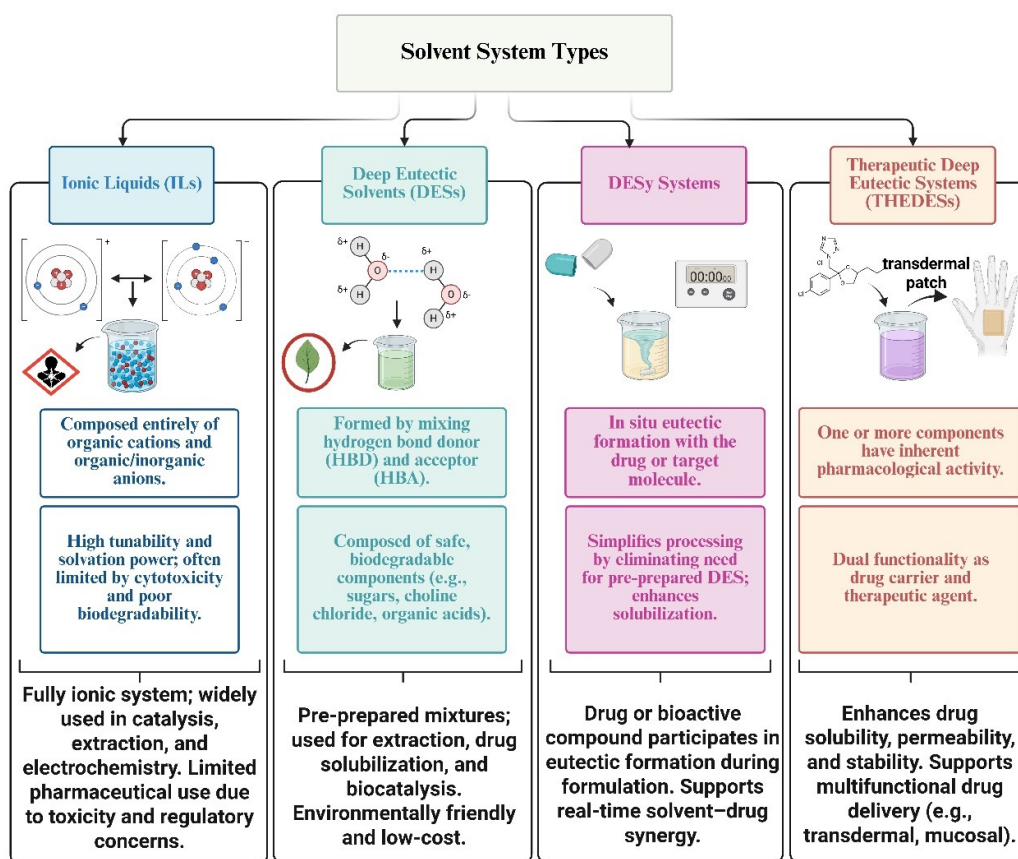 Solvent System Types
Ionic Liquids (ILs)
+
−
Composed entirely of
organic cations and
organic/inorganic
anions.
High tunability and
solvation power; often
limited by cytotoxicity
and poor
biodegradability.
Fully ionic system; widely
used in catalysis,
extraction, and
electrochemistry. Limited
pharmaceutical use due
to toxicity and regulatory
concerns.
Deep Eutectic
Solvents (DESs)
δ+
H
δ-
δ+
O
H
δ+
H
O
δ-
H
δ+
Formed by mixing
hydrogen bond donor
(HBD) and acceptor
(HBA).
Composed of safe,
biodegradable
components (e.g.,
sugars, choline
chloride, organic acids).
Pre-prepared mixtures;
used for extraction, drug
solubilization, and
biocatalysis.
Environmentally friendly
and low-cost.
DESy Systems
00:00 00
In situ eutectic
formation with the
drug or target
molecule.
Simplifies processing
by eliminating need
for pre-prepared DES;
enhances
solubilization.
Drug or bioactive
compound participates in
eutectic formation during
formulation. Supports
real-time solvent–drug
synergy.
Therapeutic Deep
Eutectic Systems
(THEDESs)
N
N
N
Cl
O
O
Cl
transdermal
patch
One or more components
have inherent
pharmacological activity.
Dual functionality as
drug carrier and
therapeutic agent.
Enhances drug
solubility, permeability,
and stability. Supports
multifunctional drug
delivery (e.g.,
transdermal, mucosal).